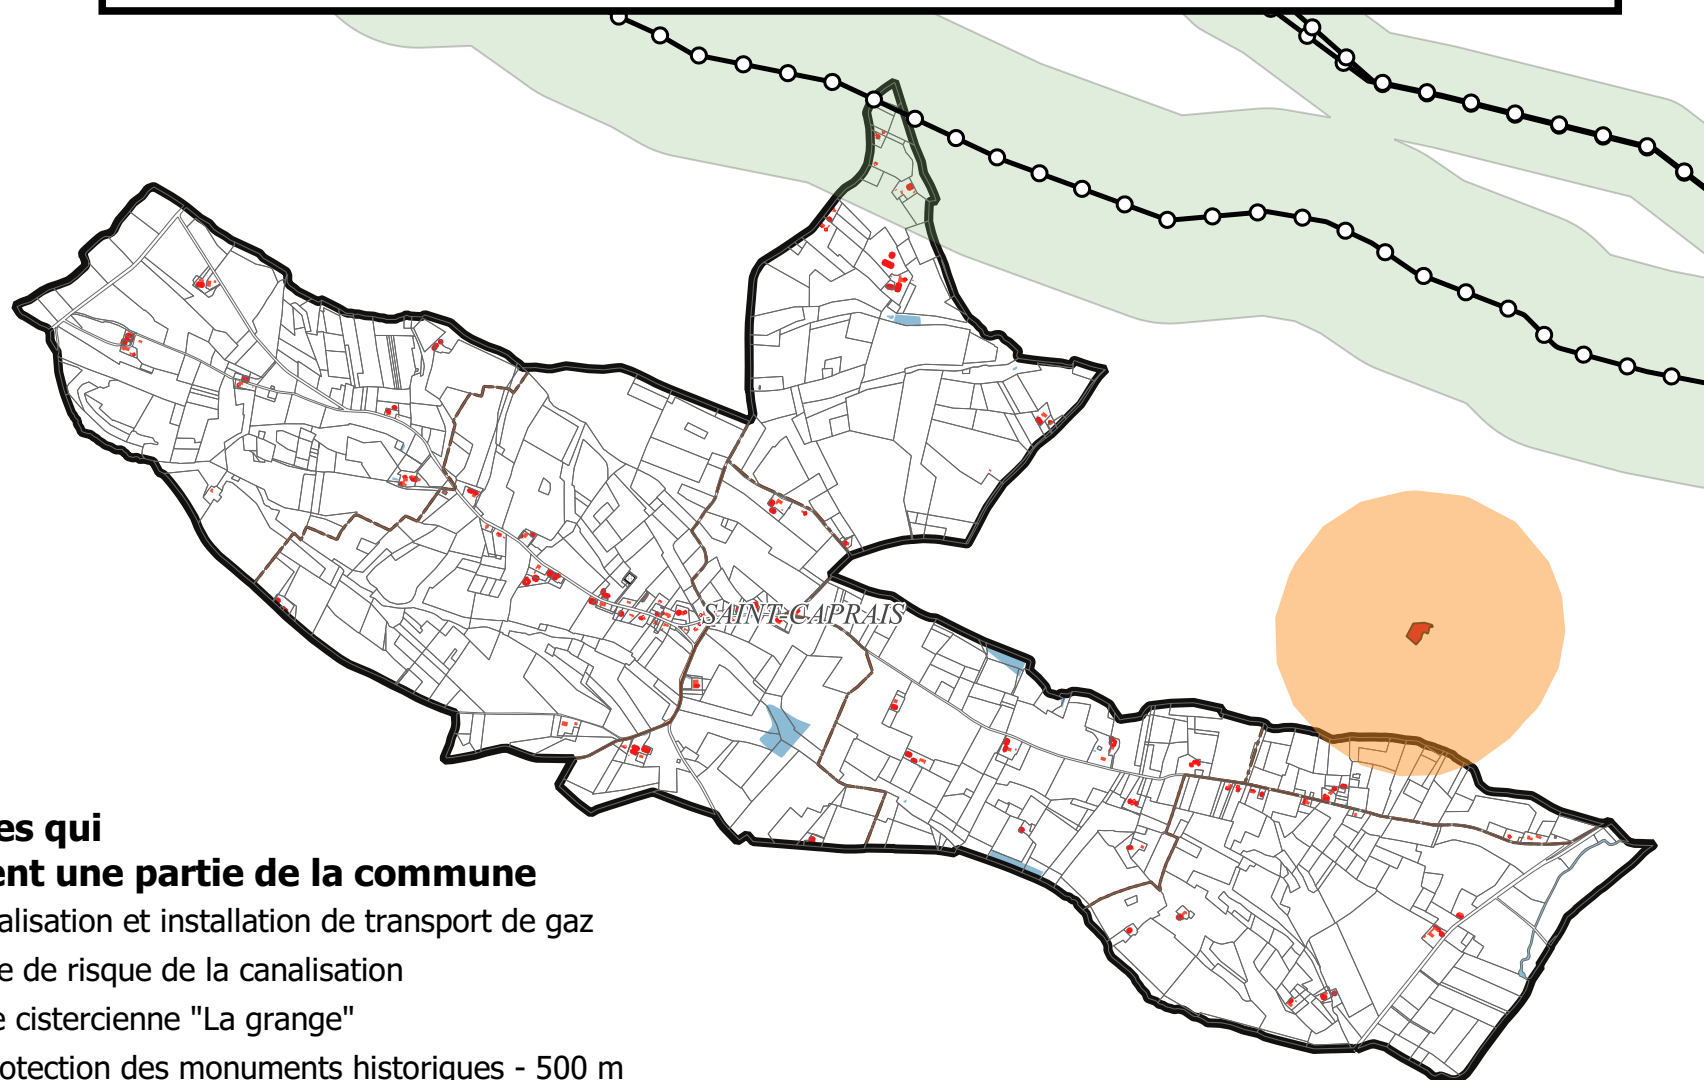 SAINT-CAPRAIS
es qui
ent une partie de la commune
alisation et installation de transport de gaz
e de risque de la canalisation
e cistercienne "La grange"
otection des monuments historiques - 500 m